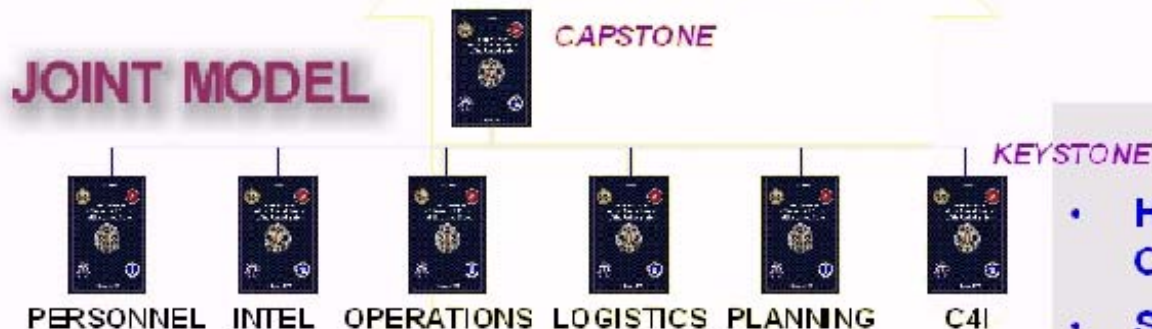 CAPSTONE
JOINT MODEL
KEYSTONE
PERSONNEL INTEL OPERATIONS LOGISTICS PLANNING C4I